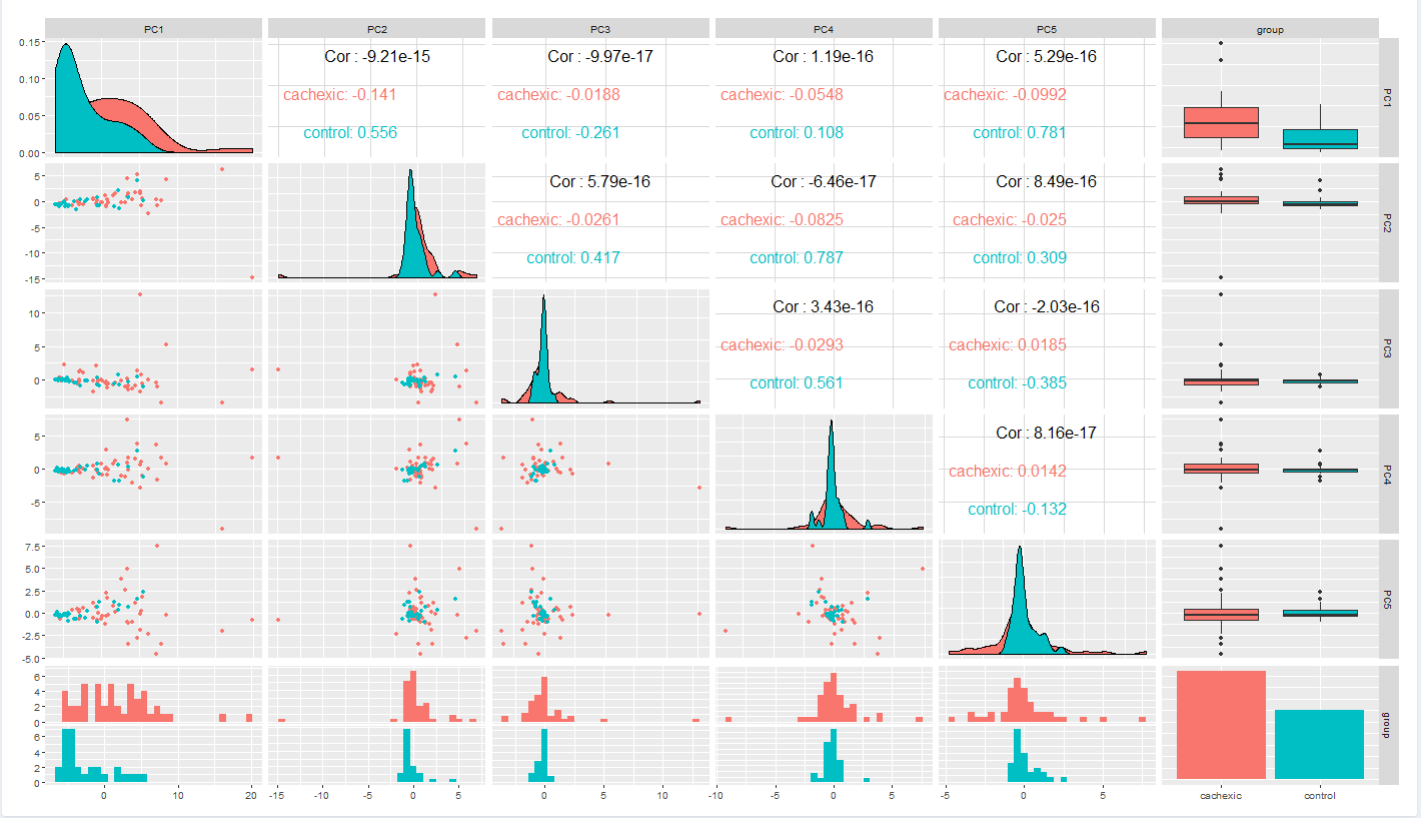 PC1 PC2 PC3 PC4 PC5 group
0.15
0.10
0.05
0.00
Cor : -9.21e-15
cachexic: -0.141
control: 0.556
Cor : -9.97e-17
cachexic: -0.0188
control: -0.261
Cor : 1.19e-16
cachexic: -0.0548
control: 0.108
Cor : 5.29e-16
cachexic: -0.0992
control: 0.781
PC1
5
0
-5
-10
-15
Cor : 5.79e-16
cachexic: -0.0261
control: 0.417
Cor : -6.46e-17
cachexic: -0.0825
control: 0.787
Cor : 8.49e-16
cachexic: -0.025
control: 0.309
PC2
10
5
0
Cor : 3.43e-16
cachexic: -0.0293
control: 0.561
Cor : -2.03e-16
cachexic: 0.0185
control: -0.385
PC3
5
0
-5
Cor : 8.16e-17
cachexic: 0.0142
control: -0.132
PC4
7.5
5.0
2.5
0.0
-2.5
-5.0
PC5
6
4
2
0
6
4
2
0
group
0 10 20 -15 -10 -5 0 5 0 5 10 -10 -5 0 5 -5 0 5 cachexic control